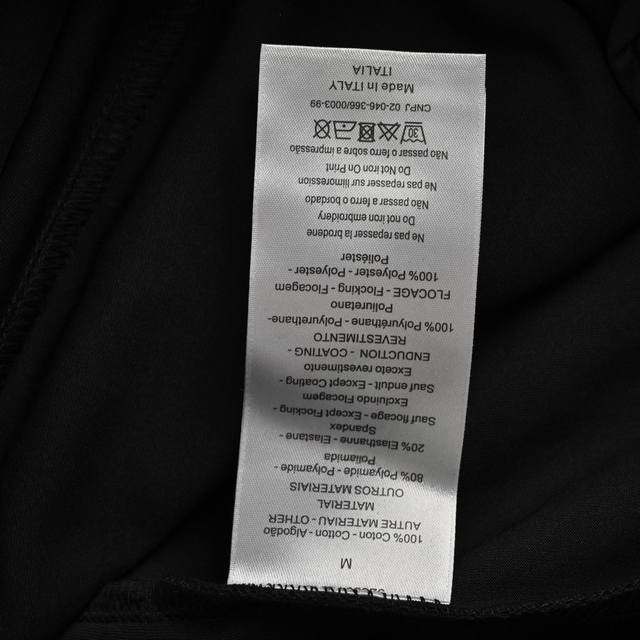 M
100% Coton - Cotton - Algodão
AUTRE MATERIAU - OTHER
MATERIAL
OUTROS MATERIAIS
80% Polyamide - Polyamide -
Poliamida
20% Elasthanne - Elastane -
Spandex
Sauf flocage - Except Flocking -
Excluindo Flocagem
Sauf enduit - Except Coating -
Exceto revestimento
ENDUCTION - COATING -
REVESTIMENTO
100% Polyuréthane - Polyurethane-
Poliuretano
FLOCAGE - Flocking - Flocagem
100% Polyester - Polyester -
Poliéster
Ne pas repasser la broderie
Do not iron embroidery
Não passar a ferro o bordado
Ne pas repasser sur liimoression
Do Not Iron On Print
Não passar o ferro sobre a impressão
30
CNPJ 02-046-366/0003-99
Made In ITALY
ITALIA